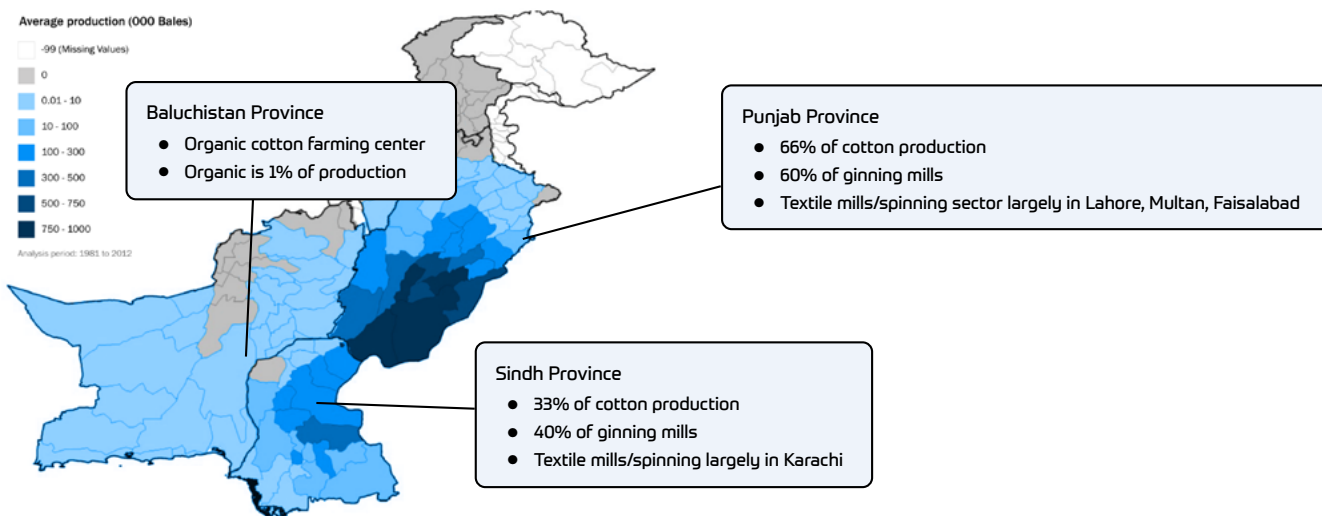 Average production (000 Bales)
-99 (Missing Values)
0
0.01 - 10
10 - 100
100 - 300
300 - 500
500 - 750
750 - 1000
Analysis period: 1981 to 2012
Baluchistan Province
● Organic cotton farming center
● Organic is 1% of production
Punjab Province
● 66% of cotton production
● 60% of ginning mills
● Textile mills/spinning sector largely in Lahore, Multan, Faisalabad
Sindh Province
● 33% of cotton production
● 40% of ginning mills
● Textile mills/spinning largely in Karachi